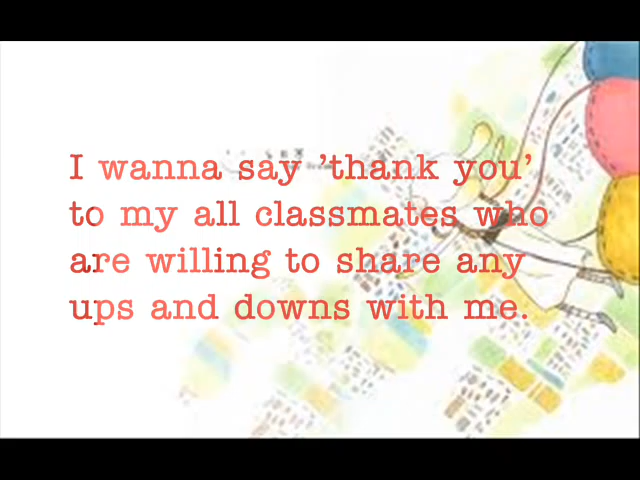 I wanna say 'thank you'
to my all classmates who
are willing to share any
ups and downs with me.